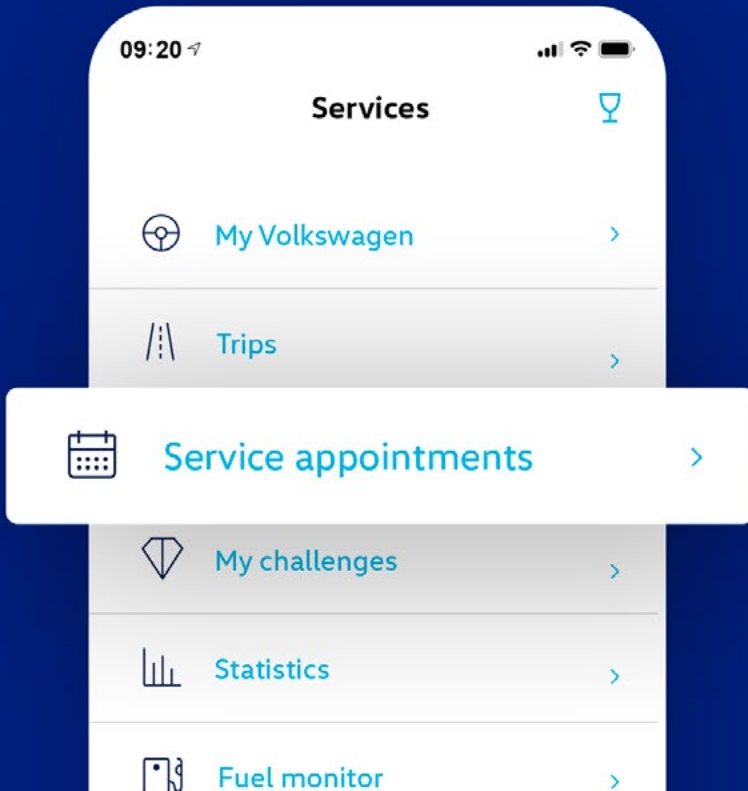 09:20
Services
My Volkswagen
Trips
Service appointments
My challenges
Statistics
Fuel monitor